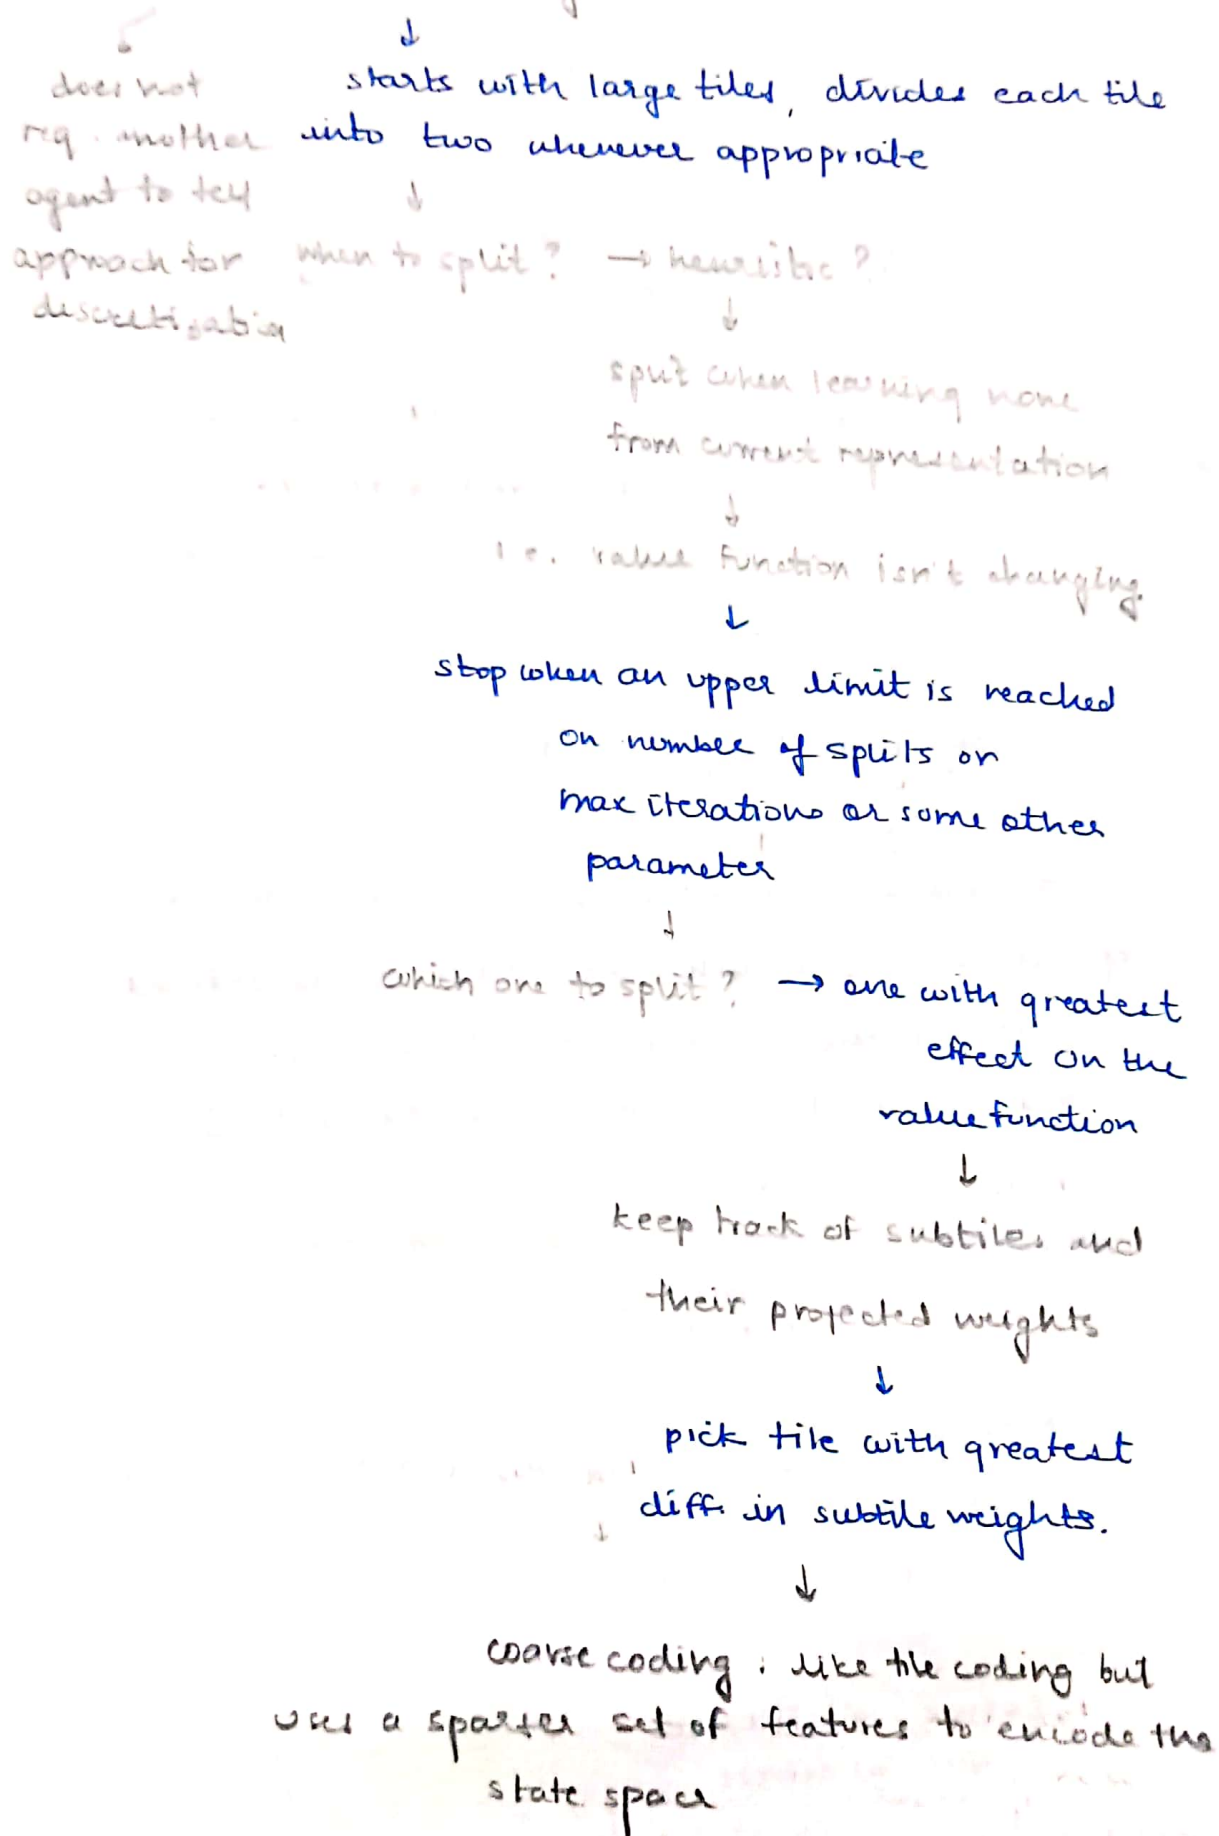 does not
req. another
agent to tell
approach for
discretization
↓
starts with large tiles, divides each tile
into two whenever appropriate
↓
when to split? → heuristic?
↓
split when learning none
from current representation
↓
i.e. value function isn't changing
↓
stop when an upper limit is reached
on number of splits or
max iterations or some other
parameter
↓
which one to split? → one with greatest
effect on the
value function
↓
keep track of subtiles and
their projected weights
↓
pick tile with greatest
diff. in subtile weights.
↓
coarse coding : like tile coding but
uses a sparser set of features to encode the
state space